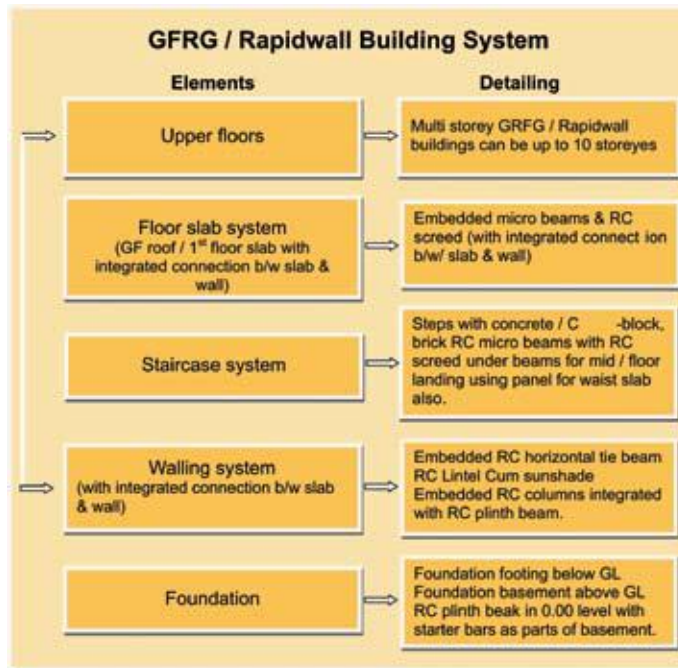 GFRG / Rapidwall Building System
Elements
Detailing
Upper floors
Multi storey GRFG / Rapidwall
buildings can be up to 10 storeyes
Floor slab system
(GF roof / 1st floor slab with
integrated connection b/w slab &
wall)
Embedded micro beams & RC
screed (with integrated connect ion
b/w/ slab & wall)
Staircase system
Steps with concrete / C -block,
brick RC micro beams with RC
screed under beams for mid / floor
landing using panel for waist slab
also.
Walling system
(with integrated connection b/w slab
& wall)
Embedded RC horizontal tie beam
RC Lintel Cum sunshade
Embedded RC columns integrated
with RC plinth beam.
Foundation
Foundation footing below GL
Foundation basement above GL
RC plinth beak in 0.00 level with
starter bars as parts of basement.